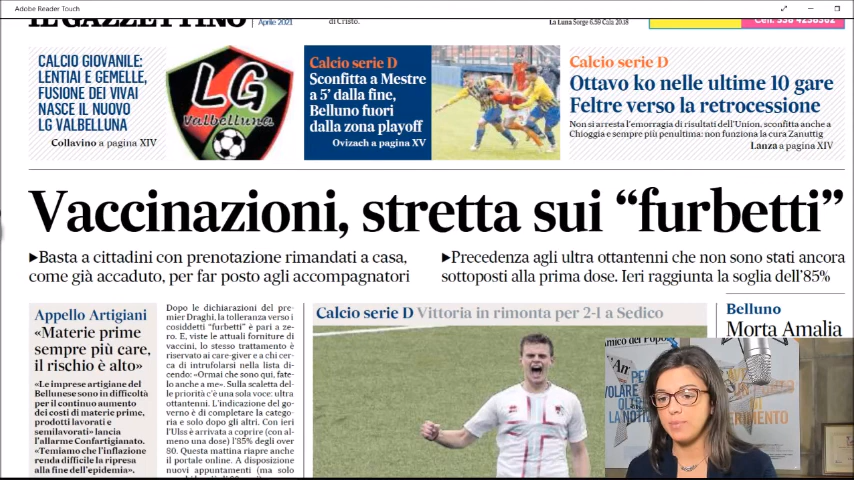 Adobe Reader Touch
IL GAZZETTINO
Aprile 2021
di Cristo.
La Luna Sorge 6.59 Cala 20.18
Cell. 338 4258362
CALCIO GIOVANILE:
LENTIAI E GEMELLE,
FUSIONE DEI VIVAI
NASCE IL NUOVO
LG VALBELLUNA
Collavino a pagina XIV
LG
Valbelluna
Calcio serie D
Sconfitta a Mestre
a 5' dalla fine,
Belluno fuori
dalla zona playoff
Ovizach a pagina XV
Calcio serie D
Ottavo ko nelle ultime 10 gare
Feltre verso la retrocessione
Non si arresta l'emorragia di risultati dell'Union, sconfitta anche a
Chioggia e sempre più penultima: non funziona la cura Zanuttig
Lanza a pagina XIV
Vaccinazioni, stretta sui “furbetti”
►Basta a cittadini con prenotazione rimandati a casa,
come già accaduto, per far posto agli accompagnatori
►Precedenza agli ultra ottantenni che non sono stati ancora
sottoposti alla prima dose. Ieri raggiunta la soglia dell'85%
Appello Artigiani
«Materie prime
sempre più care,
il rischio è alto»
«Le imprese artigiane del
Bellunese sono in difficoltà
per il continuo aumento
dei costi di materie prime,
prodotti lavorati e
semilavorati» lancia
l'allarme Confartigianato.
«Temiamo che l'inflazione
renda difficile la ripresa
alla fine dell'epidemia».
Dopo le dichiarazioni del pre-
mier Draghi, la tolleranza verso i
cosiddetti “furbetti” è pari a ze-
ro. E, viste le attuali forniture di
vaccini, lo stesso trattamento è
riservato ai care-giver e a chi cer-
ca di intrufolarsi nella lista di-
cendo: «Ormai che sono qui, fate-
lo anche a me». Sulla scaletta del-
le priorità c'è una sola voce: ultra
ottantenni. L'indicazione del go-
verno è di completare la catego-
ria e solo dopo gli altri. Con ieri
l'Ulss è arrivata a coprire (con al-
meno una dose) l'85% degli over
80. Questa mattina riapre anche
il portale online. A disposizione
nuovi appuntamenti (ma solo
Calcio serie D Vittoria in rimonta per 2-1 a Sedico
Belluno
Morta Amalia